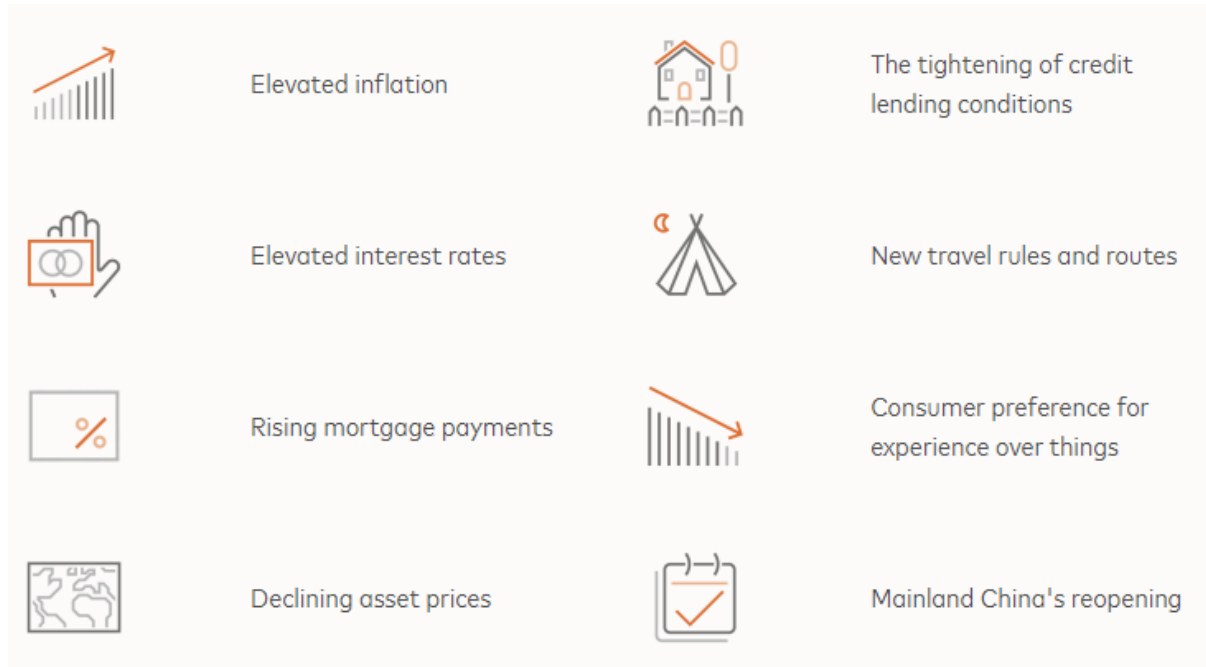 Elevated inflation
The tightening of credit
lending conditions
Elevated interest rates
New travel rules and routes
Rising mortgage payments
Consumer preference for
experience over things
Declining asset prices
Mainland China's reopening